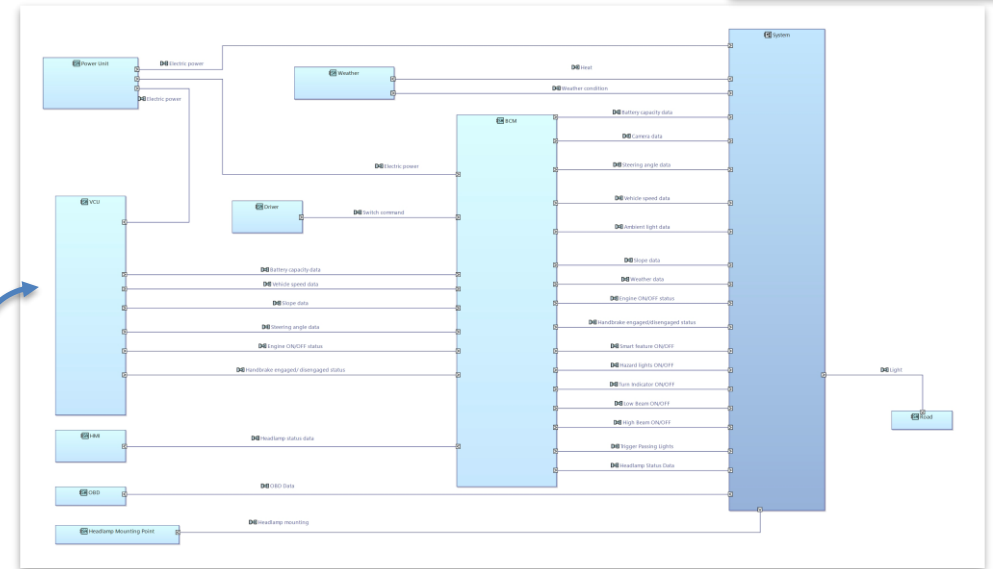 System
Power Unit
Electric power
Weather
Heat
Weather condition
Electric power
Battery capacity data
BCM
Camera data
Electric power
Steering angle data
VCU
Vehicle speed data
Driver
Switch command
Ambient light data
Slope data
Battery capacity data
Weather data
Vehicle speed data
Engine ON/OFF status
Slope data
Handbrake engaged/disengaged status
Steering angle data
Engine ON/OFF status
Smart feature ON/OFF
Handbrake engaged/ disengaged status
Hazard lights ON/OFF
Light
Turn Indicator ON/OFF
Low Beam ON/OFF
Road
High Beam ON/OFF
HMI
Headlamp status data
Trigger Passing Lights
Headlamp Status Data
OBD
OBD Data
Headlamp Mounting Point
Headlamp mounting